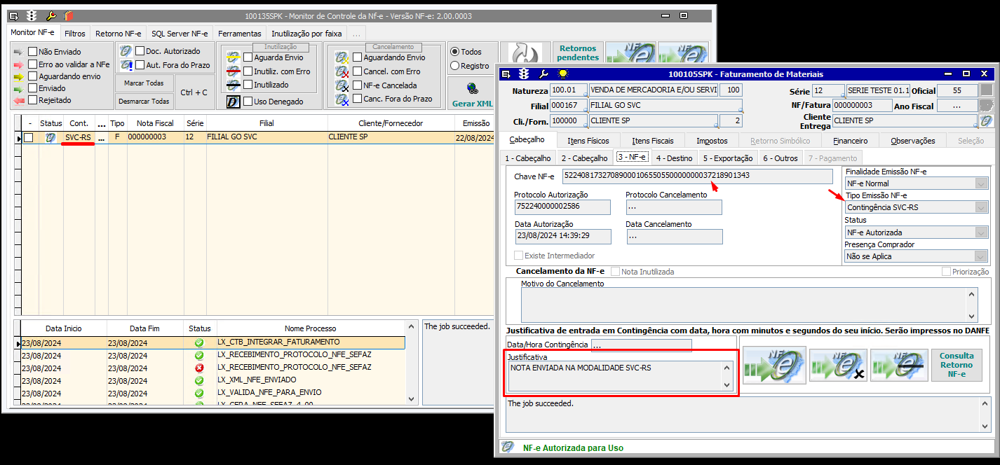 100135SPK - Monitor de Controle da Nf-e - Versão NF-e: 2.00.0003
Monitor NF-e Filtros Retorno NF-e SQL Server NF-e Ferramentas Inutilização por faixa ...
Não Enviado
Erro ao validar a NFe
Aguardando envio
Enviado
Rejeitado
Doc. Autorizado
Aut. Fora do Prazo
Marcar Todas
Desmarcar Todas
Ctrl + C
Inutilização
Aguarda Envio
Inutiliz. com Erro
Inutilizado
Uso Denegado
Cancelamento
Aguardando Envio
Cancel. com Erro
NF-e Cancelada
Canc. Fora do Prazo
Todos
Registro
Gerar XML
Retornos
pendentes
- Status Cont. ... Tipo Nota Fiscal Série Filial Cliente/Fornecedor Emissão
SVC-RS ... F 000000003 12 FILIAL GO SVC CLIENTE SP 22/08/2024
Data Inicio Data Fim Status Nome Processo
23/08/2024 23/08/2024 LX_CTB_INTEGRAR_FATURAMENTO
23/08/2024 23/08/2024 LX_RECEBIMENTO_PROTOCOLO_NFE_SEFAZ
23/08/2024 23/08/2024 LX_RECEBIMENTO_PROTOCOLO_NFE_SEFAZ
23/08/2024 23/08/2024 LX_XML_NFE_ENVIADO
23/08/2024 23/08/2024 LX_VALIDA_NFE_PARA_ENVIO
The job succeeded.
100105SPK - Faturamento de Materiais
Natureza 100.01 VENDA DE MERCADORIA E/OU SERVI 100 Série 12 SERIE TESTE 01.1 Oficial 55
Filial 000167 FILIAL GO SVC NF/Fatura 000000003 Ano Fiscal ...
Cli./Forn. 100000 CLIENTE SP 2 Cliente Entrega CLIENTE SP
Cabeçalho Itens Físicos Itens Fiscais Impostos Retorno Simbólico Financeiro Observações Seleção
1 - Cabeçalho 2 - Cabeçalho 3 - NF-e 4 - Destino 5 - Exportação 6 - Outros 7 - Pagamento
Chave NF-e 52240817327089000106550550000000037218901343
Protocolo Autorização Protocolo Cancelamento
752240000002586 ...
Data Autorização Data Cancelamento
23/08/2024 14:39:29 ...
Existe Intermediador
Finalidade Emissão NF-e
NF-e Normal
Tipo Emissão NF-e
Contingência SVC-RS
Status
NF-e Autorizada
Presença Comprador
Não se Aplica
Cancelamento da NF-e Nota Inutilizada Priorização
Motivo do Cancelamento
Justificativa de entrada em Contingência com data, hora com minutos e segundos do seu início. Serão impressos no DANFE
Data/Hora Contingência ...
Justificativa
NOTA ENVIADA NA MODALIDADE SVC-RS
Consulta
Retorno
NF-e
The job succeeded.
NF-e Autorizada para Uso